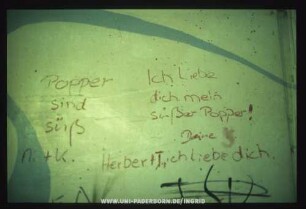 Popper
sind
süß
n. + K.
Ich Liebe
dich mein
süßer Popper!
Deine
Herbert I, ich liebe dich.
WWW.UNI-PADERBORN.DE/INGRID